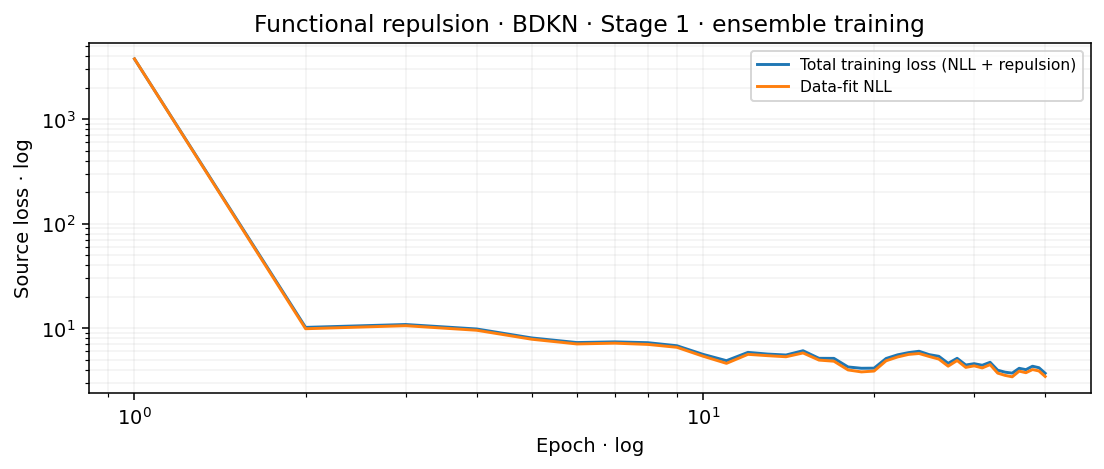 Functional repulsion · BDKN · Stage 1 · ensemble training
Total training loss (NLL + repulsion)
Data-fit NLL
Source loss · log
10³
10²
10¹
10⁰
10¹
Epoch · log